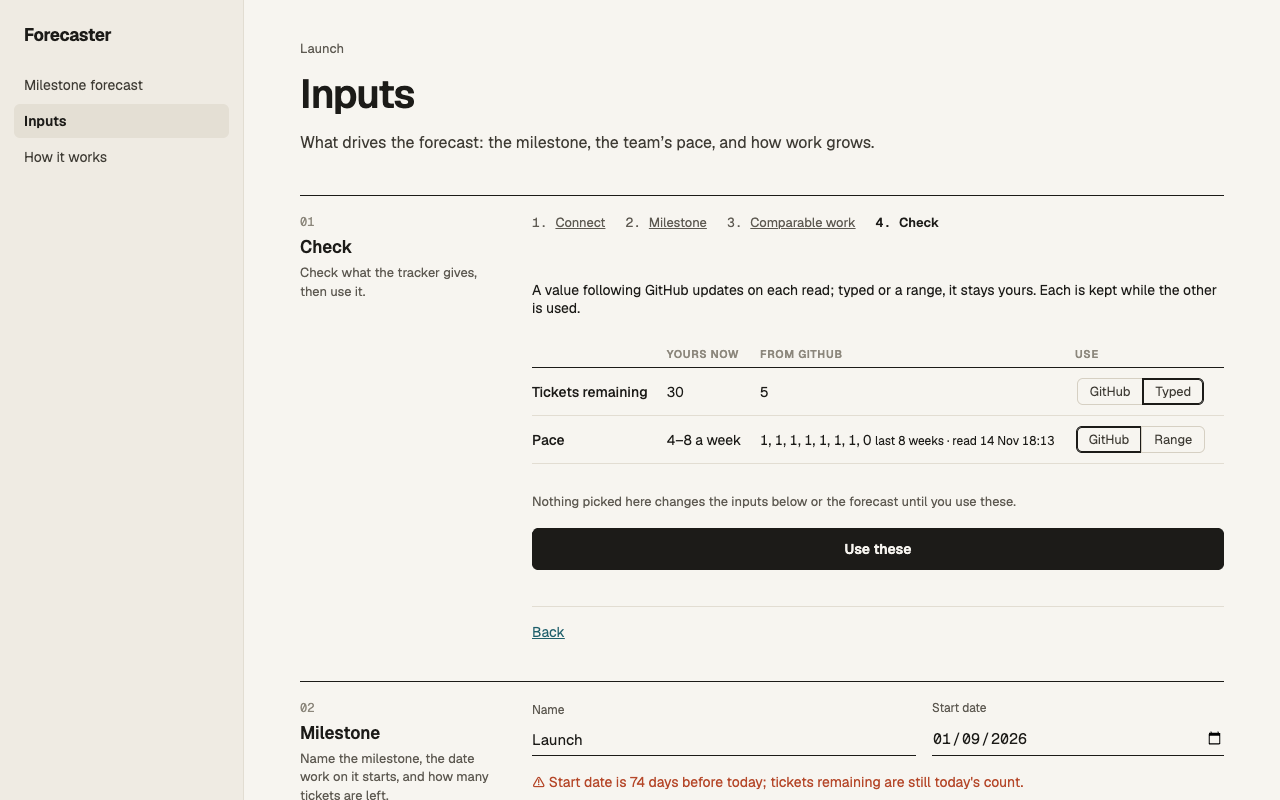 Forecaster
Milestone forecast
Inputs
How it works
Launch
Inputs
What drives the forecast: the milestone, the team’s pace, and how work grows.
01
Check
Check what the tracker gives,
then use it.
1. Connect 2. Milestone 3. Comparable work 4. Check
A value following GitHub updates on each read; typed or a range, it stays yours. Each is kept while the other
is used.
YOURS NOW FROM GITHUB USE
Tickets remaining 30 5 GitHub Typed
Pace 4–8 a week 1, 1, 1, 1, 1, 1, 1, 0 last 8 weeks · read 14 Nov 18:13 GitHub Range
Nothing picked here changes the inputs below or the forecast until you use these.
Use these
Back
02
Milestone
Name the milestone, the date
work on it starts, and how many
tickets are left.
Name
Launch
Start date
01/09/2026
⚠ Start date is 74 days before today; tickets remaining are still today's count.